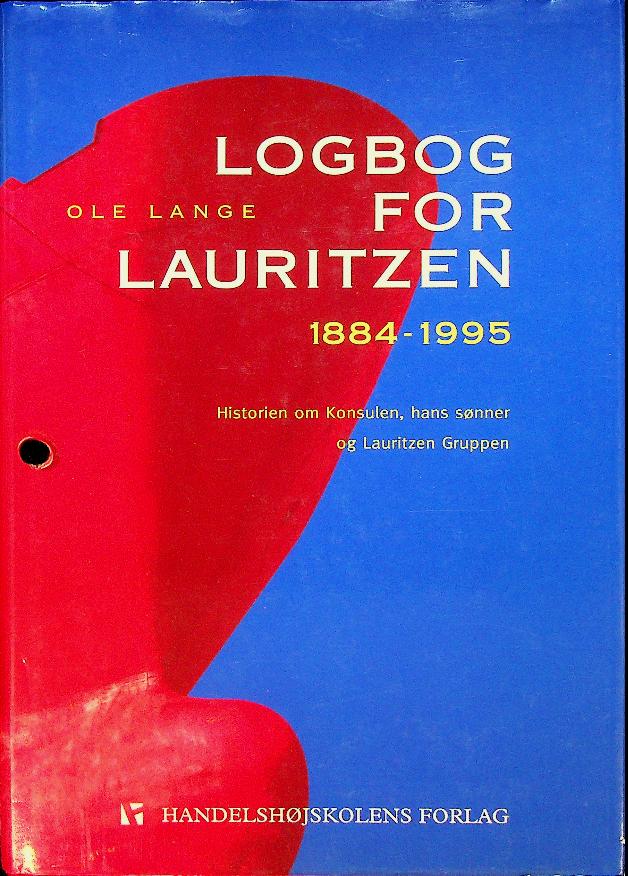 LOGBOG
OLE LANGE FOR
LAURITZEN
1884-1995
Historien om Konsulen, hans sønner
og Lauritzen Gruppen
HANDELSHØJSKOLENS FORLAG